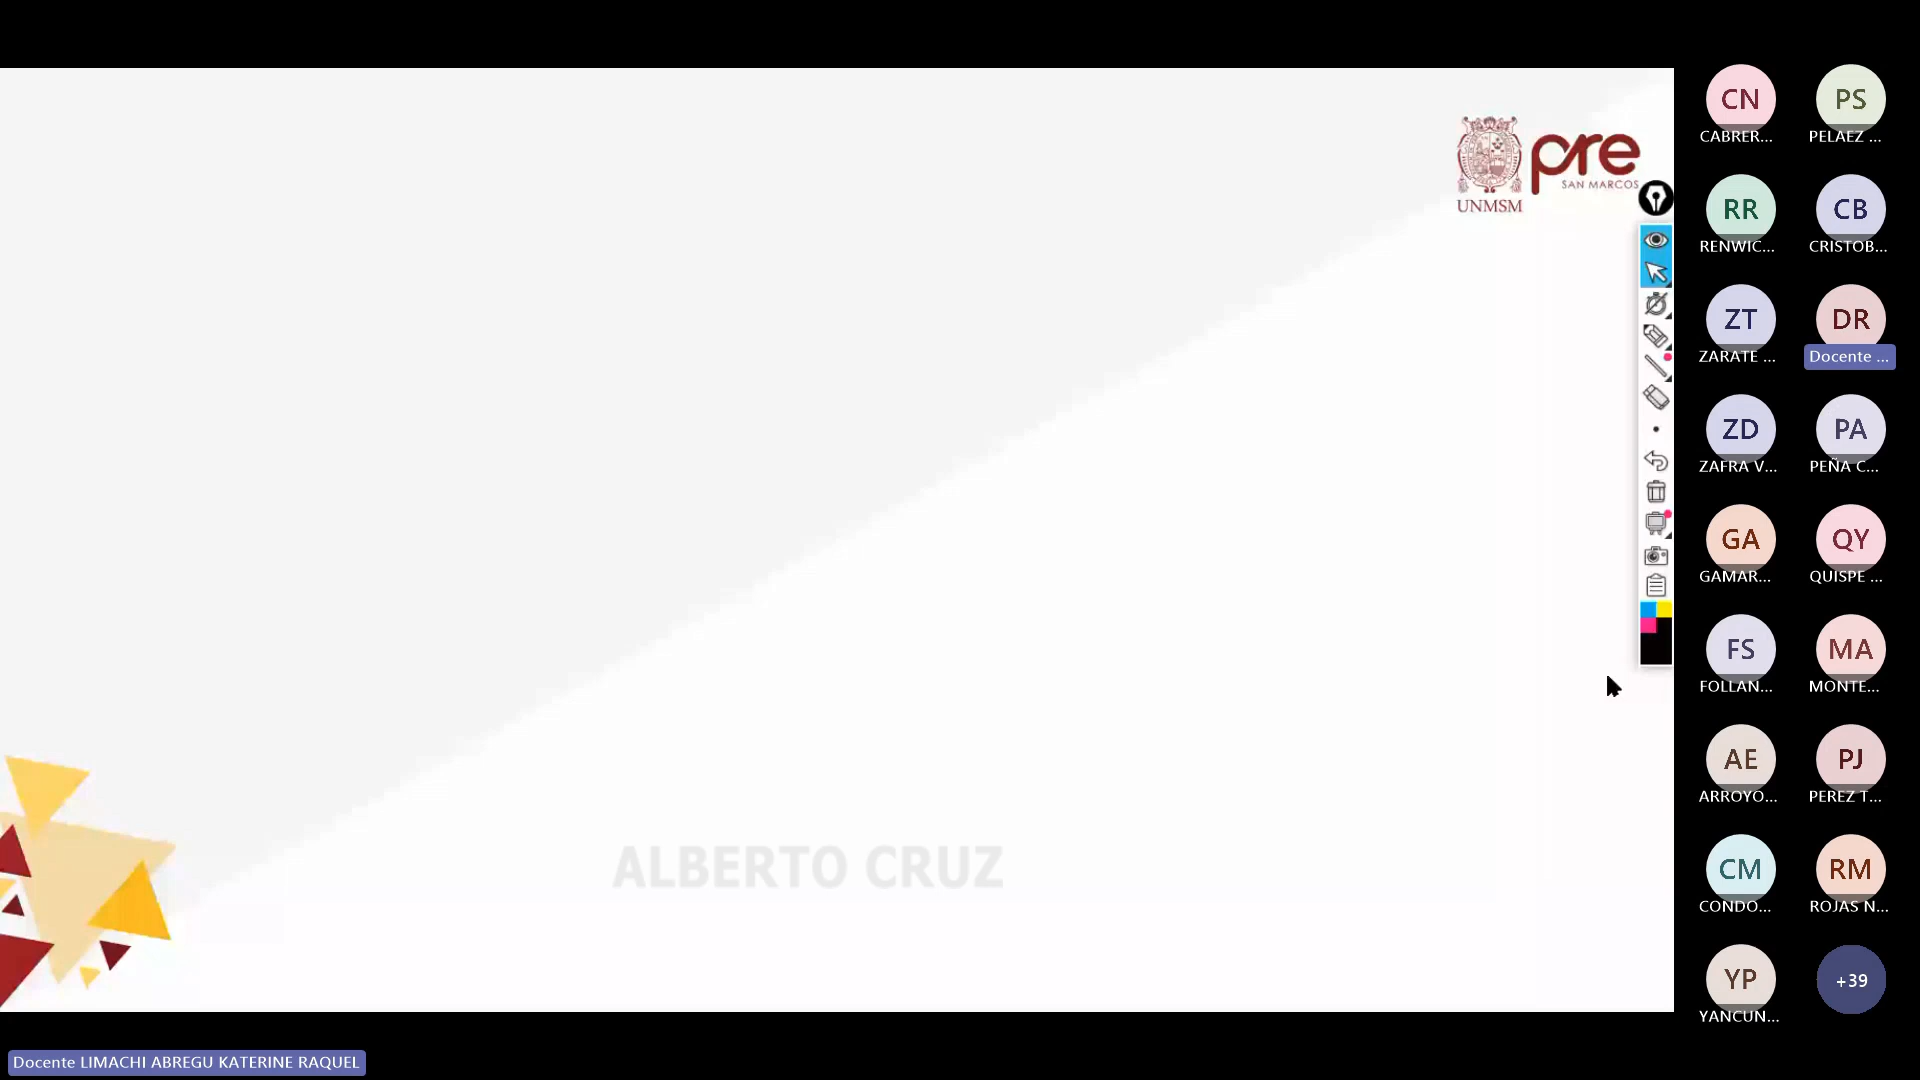 pre
SAN MARCOS
UNMSM
CN
CABRER...
PS
PELAEZ ...
RR
RENWIC...
CB
CRISTOB...
ZT
ZARATE ...
DR
Docente ...
ZD
ZAFRA V...
PA
PEÑA C...
GA
GAMAR...
QY
QUISPE ...
FS
FOLLAN...
MA
MONTE...
AE
ARROYO...
PJ
PEREZ T...
CM
CONDO...
RM
ROJAS N...
YP
YANCUN...
+39
ALBERTO CRUZ
Docente LIMACHI ABREGU KATERINE RAQUEL